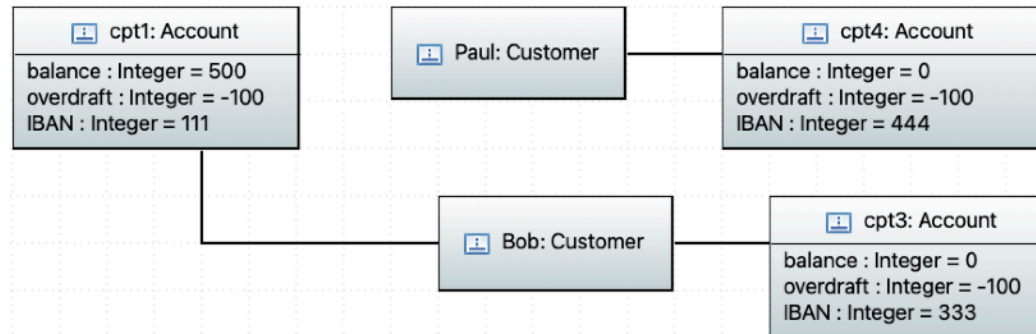 cpt1: Account
balance : Integer = 500
overdraft : Integer = -100
IBAN : Integer = 111
Paul: Customer
cpt4: Account
balance : Integer = 0
overdraft : Integer = -100
IBAN : Integer = 444
Bob: Customer
cpt3: Account
balance : Integer = 0
overdraft : Integer = -100
IBAN : Integer = 333